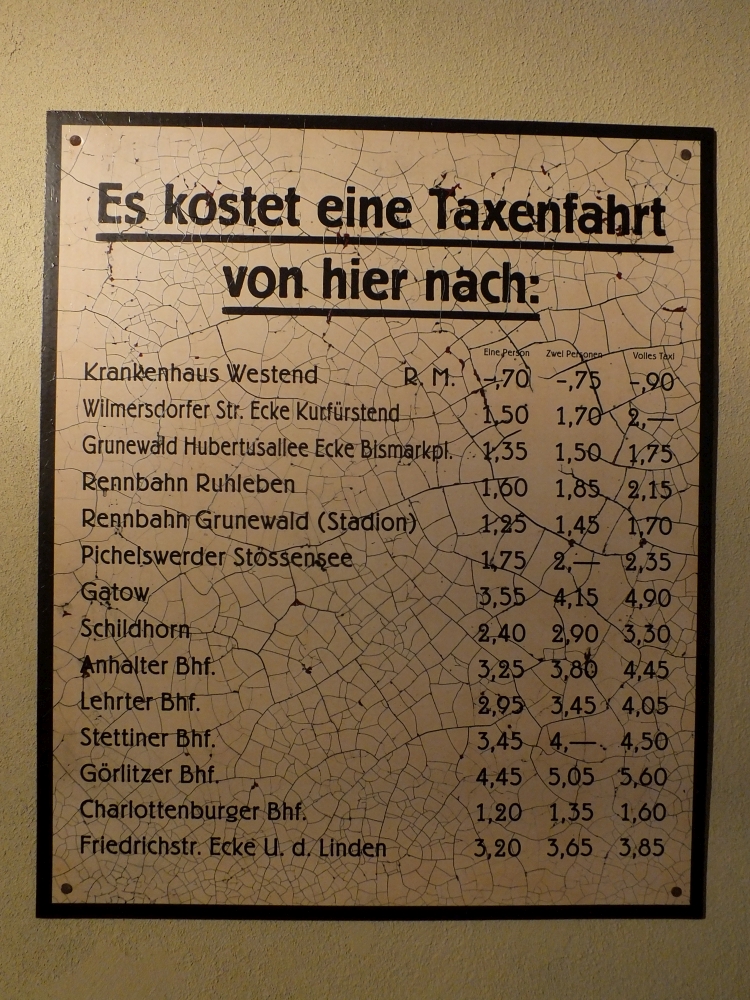 Es kostet eine Taxenfahrt
von hier nach:
Eine Person Zwei Personen Volles Taxi
Krankenhaus Westend R. M. -,70 -,75 -,90
Wilmersdorfer Str. Ecke Kurfürstend 1,50 1,70 2,—
Grunewald Hubertusallee Ecke Bismarkpl. 1,35 1,50 1,75
Rennbahn Ruhleben 1,60 1,85 2,15
Rennbahn Grunewald (Stadion) 1,25 1,45 1,70
Pichelswerder Stössensee 1,75 2,— 2,35
Gatow 3,55 4,15 4,90
Schildhorn 2,40 2,90 3,30
Anhalter Bhf. 3,25 3,80 4,45
Lehrter Bhf. 2,95 3,45 4,05
Stettiner Bhf. 3,45 4,— 4,50
Görlitzer Bhf. 4,45 5,05 5,60
Charlottenburger Bhf. 1,20 1,35 1,60
Friedrichstr. Ecke U. d. Linden 3,20 3,65 3,85